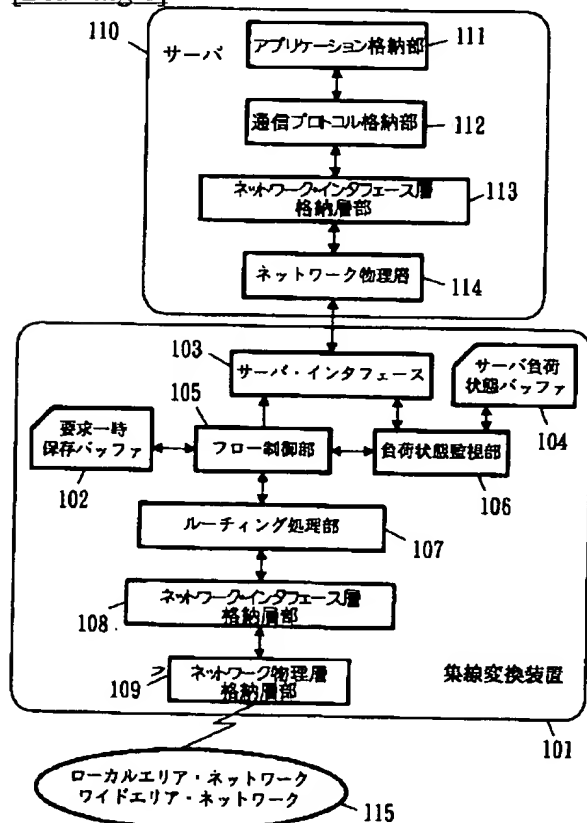 110
サーバ
アプリケーション格納部
111
通信プロトコル格納部
112
ネットワーク・インタフェース層
格納層部
113
ネットワーク物理層
114
103
サーバ・インタフェース
サーバ負荷
状態バッファ
104
105
要求一時
保存バッファ
102
フロー制御部
負荷状態監視部
106
ルーティング処理部
107
ネットワーク・インタフェース層
格納層部
108
ネットワーク物理層
格納層部
109
集線変換装置
101
ローカルエリア・ネットワーク
ワイドエリア・ネットワーク
115